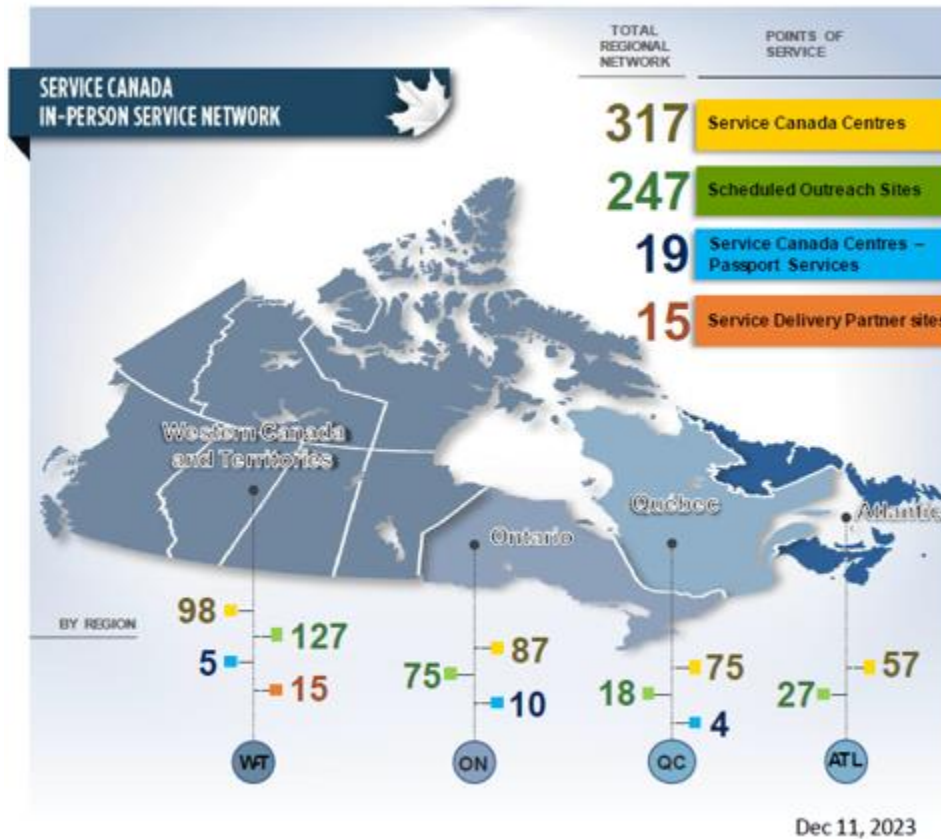 TOTAL
REGIONAL
NETWORK
POINTS OF
SERVICE
SERVICE CANADA
IN-PERSON SERVICE NETWORK
317 Service Canada Centres
247 Scheduled Outreach Sites
19 Service Canada Centres –
Passport Services
15 Service Delivery Partner sites
Western Canada
and Territories
Ontario
Québec
Atlantic
BY REGION
98
127
5
15
87
75
10
75
18
4
57
27
W-T
ON
QC
ATL
Dec 11, 2023